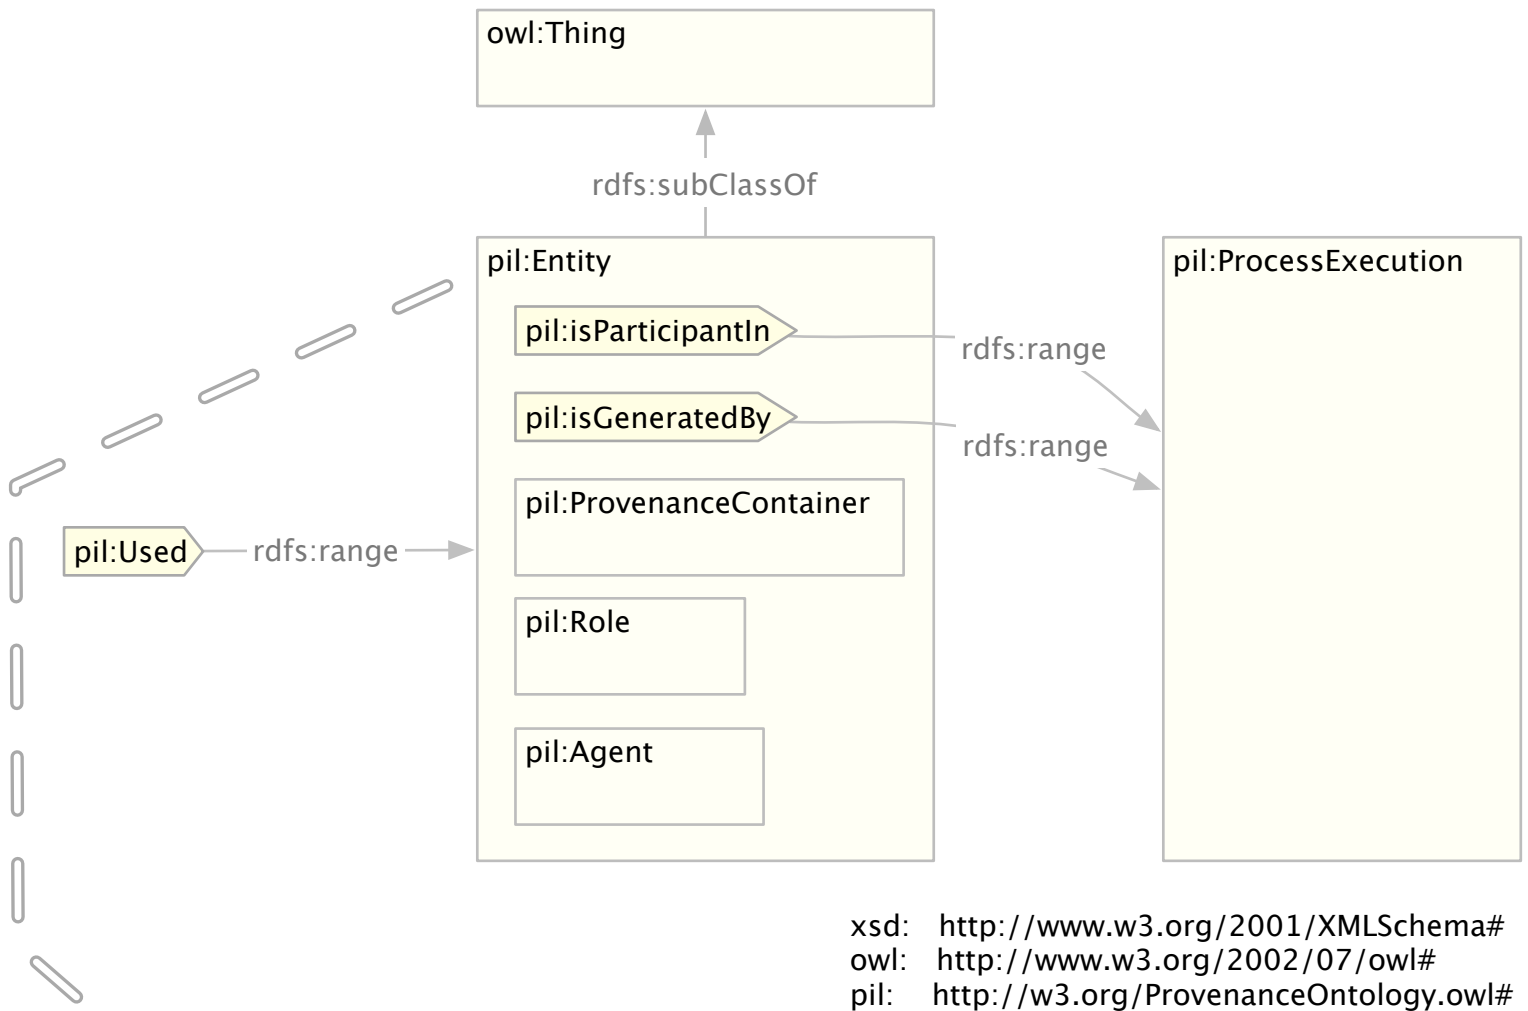 owl:Thing
rdfs:subClassOf
pil:Entity
pil:ProcessExecution
pil:isParticipantIn
rdfs:range
pil:isGeneratedBy
rdfs:range
pil:ProvenanceContainer
pil:Used
rdfs:range
pil:Role
pil:Agent
xsd: http://www.w3.org/2001/XMLSchema#
owl: http://www.w3.org/2002/07/owl#
pil: http://w3.org/ProvenanceOntology.owl#